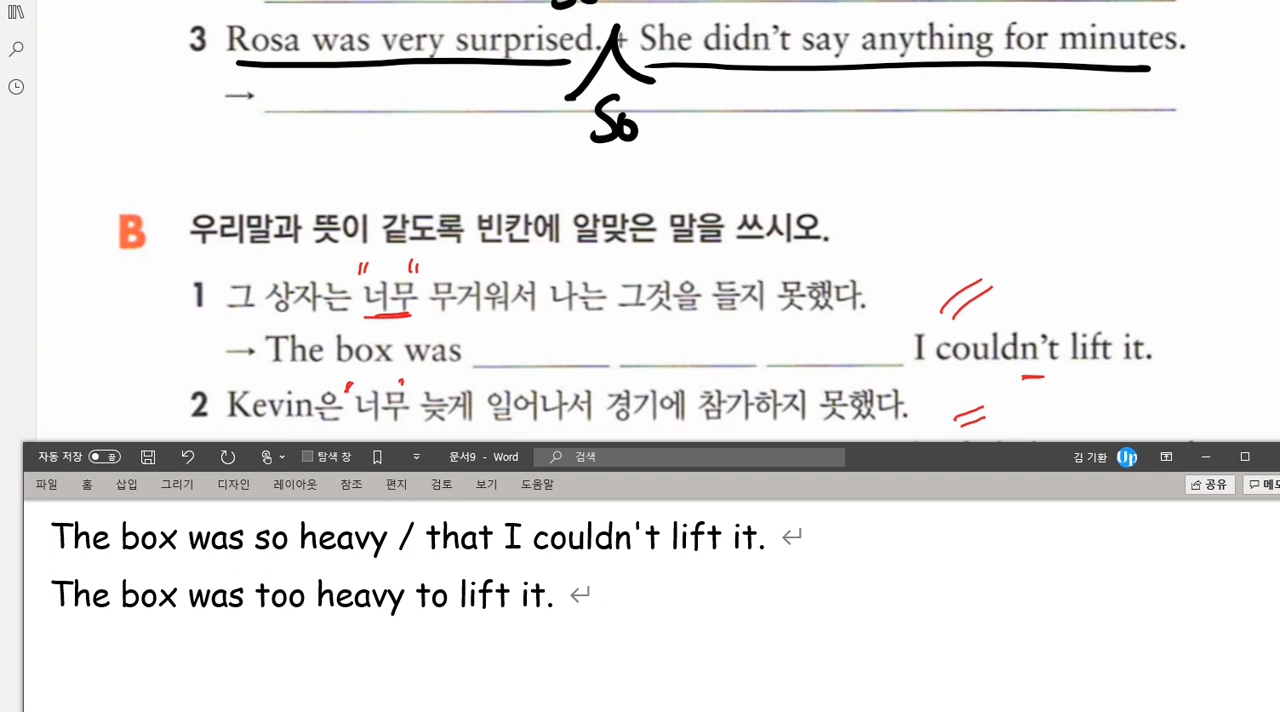 3 Rosa was very surprised. + She didn't say anything for minutes.
→
So
B 우리말과 뜻이 같도록 빈칸에 알맞은 말을 쓰시오.
1 그 상자는 "너무" 무거워서 나는 그것을 들지 못했다.
→ The box was ______ ______ ______ I couldn't lift it.
2 Kevin은 '너무' 늦게 일어나서 경기에 참가하지 못했다.
자동 저장 끔 탐색 창 문서9 - Word 검색 김 기환 Up
파일 홈 삽입 그리기 디자인 레이아웃 참조 편지 검토 보기 도움말 공유 메모
The box was so heavy / that I couldn't lift it. ↵
The box was too heavy to lift it. ↵